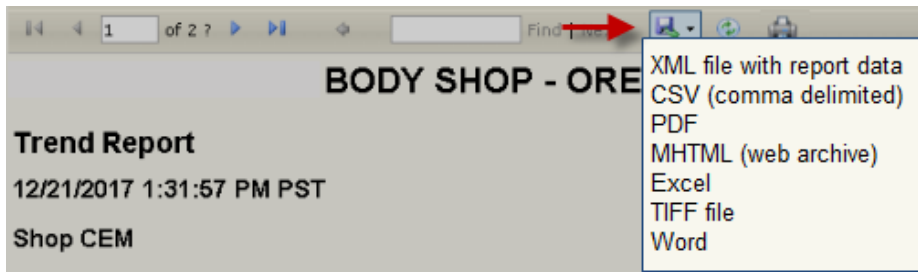 1 of 2 ? Find | Ne
BODY SHOP - ORE
Trend Report
12/21/2017 1:31:57 PM PST
Shop CEM
XML file with report data
CSV (comma delimited)
PDF
MHTML (web archive)
Excel
TIFF file
Word